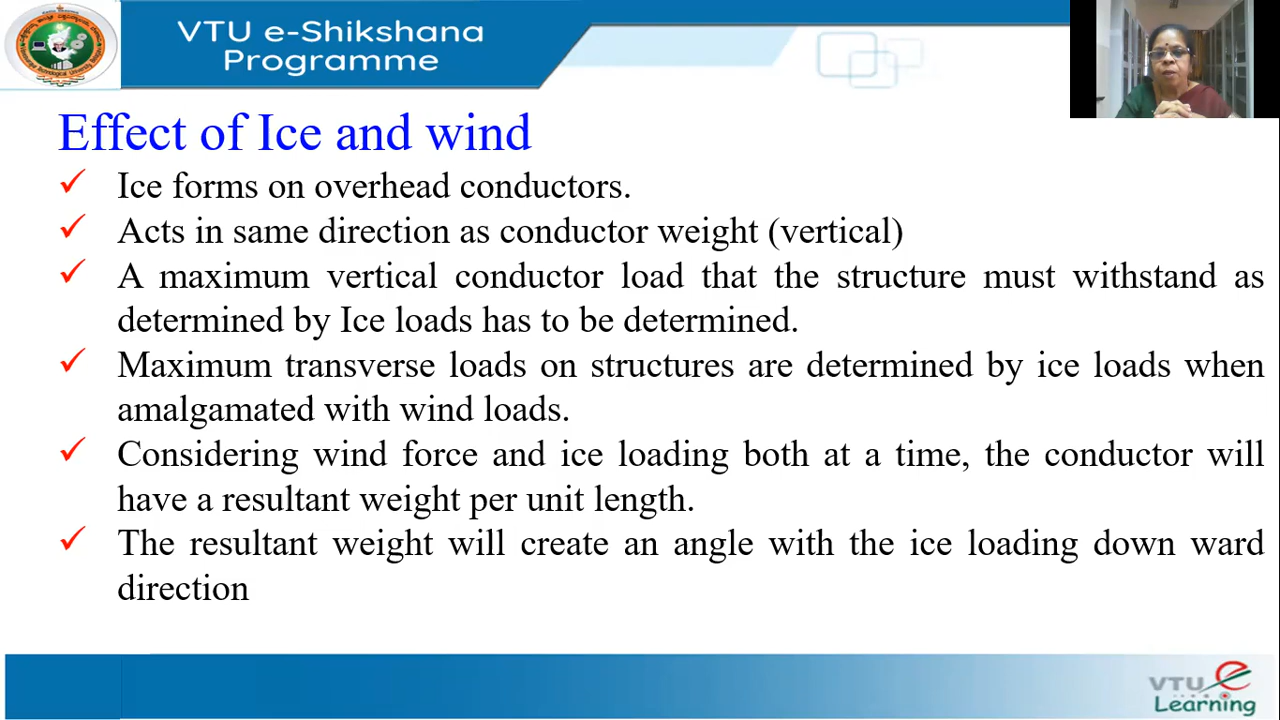 VTU e-Shikshana
Programme
Effect of Ice and wind
✓ Ice forms on overhead conductors.
✓ Acts in same direction as conductor weight (vertical)
✓ A maximum vertical conductor load that the structure must withstand as
determined by Ice loads has to be determined.
✓ Maximum transverse loads on structures are determined by ice loads when
amalgamated with wind loads.
✓ Considering wind force and ice loading both at a time, the conductor will
have a resultant weight per unit length.
✓ The resultant weight will create an angle with the ice loading down ward
direction
VTU e
Learning